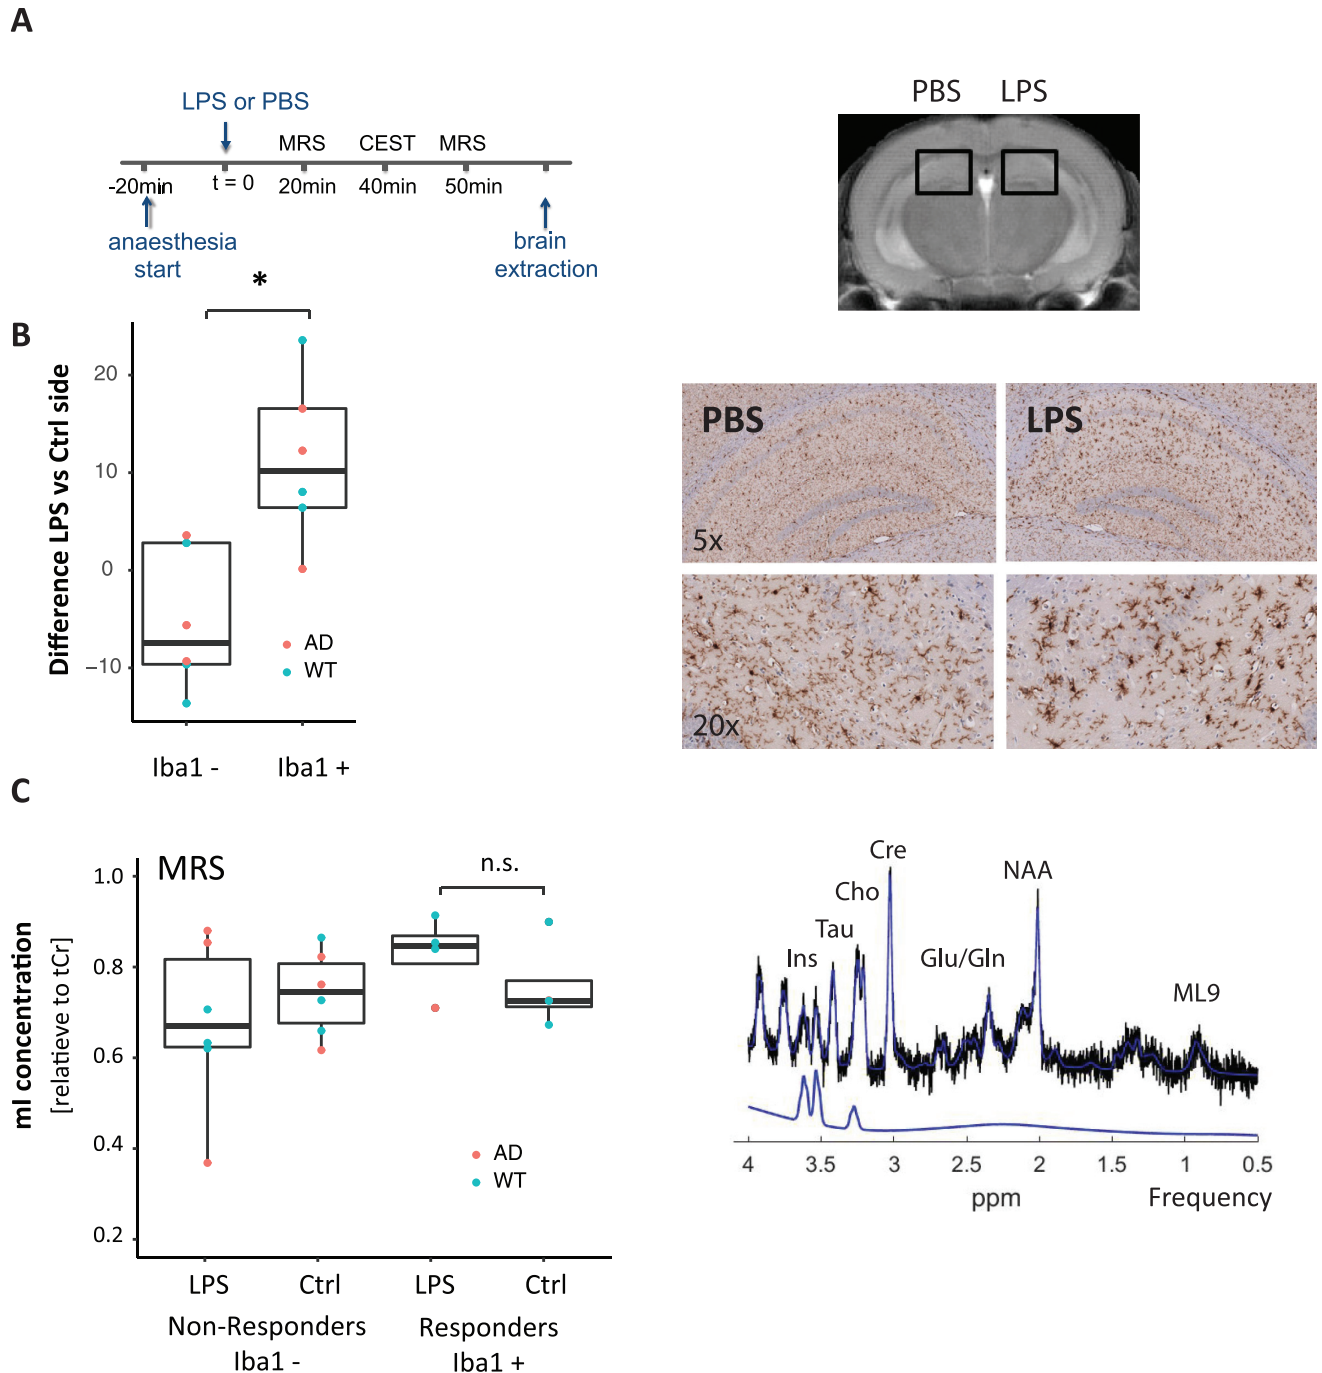 A
LPS or PBS
MRS CEST MRS
-20min t = 0 20min 40min 50min
anaesthesia
start
brain
extraction
PBS LPS
B
*
Difference LPS vs Ctrl side
20
10
0
−10
AD
WT
Iba1 - Iba1 +
PBS LPS
5x
20x
C
MRS
n.s.
mI concentration
[relatieve to tCr]
1.0
0.8
0.6
0.4
0.2
AD
WT
LPS Ctrl LPS Ctrl
Non-Responders Responders
Iba1 - Iba1 +
Cre
NAA
Cho
Tau
Ins
Glu/Gln
ML9
4 3.5 3 2.5 2 1.5 1 0.5
ppm Frequency